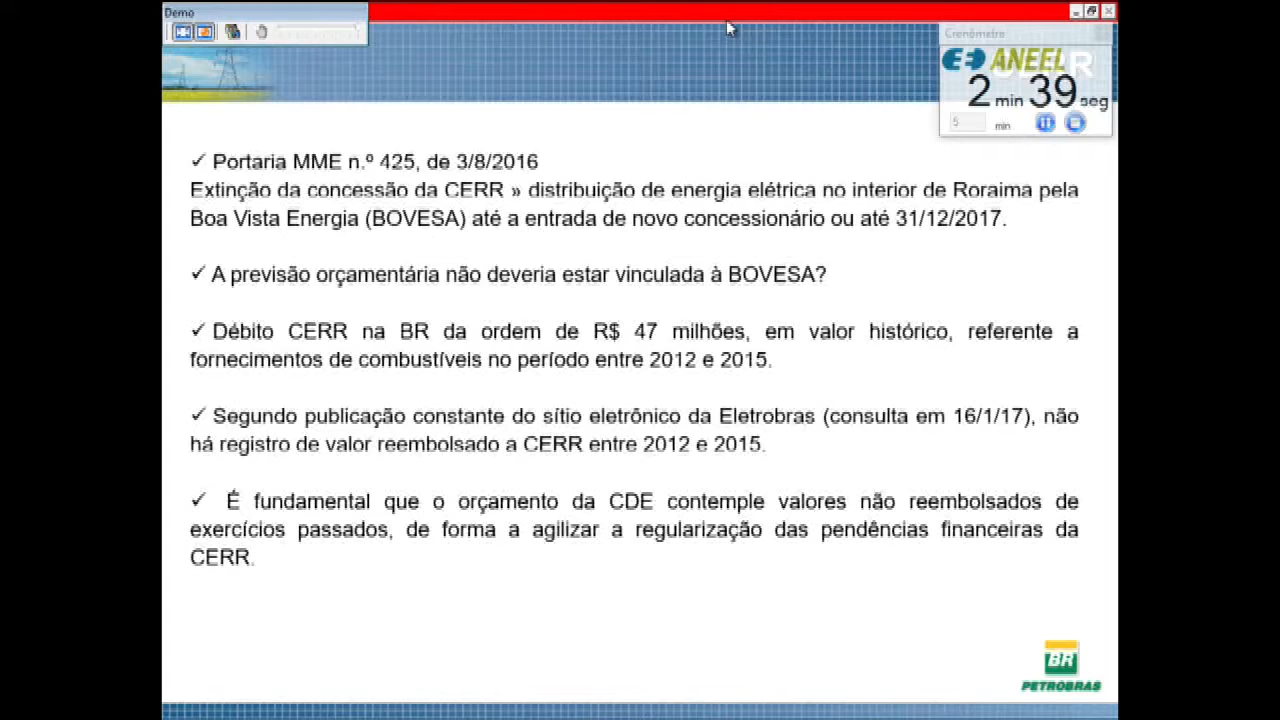 Demo
Cronômetro
ANEEL
2 min 39 seg
5 min
✓ Portaria MME n.º 425, de 3/8/2016
Extinção da concessão da CERR » distribuição de energia elétrica no interior de Roraima pela
Boa Vista Energia (BOVESA) até a entrada de novo concessionário ou até 31/12/2017.
✓ A previsão orçamentária não deveria estar vinculada à BOVESA?
✓ Débito CERR na BR da ordem de R$ 47 milhões, em valor histórico, referente a
fornecimentos de combustíveis no período entre 2012 e 2015.
✓ Segundo publicação constante do sítio eletrônico da Eletrobras (consulta em 16/1/17), não
há registro de valor reembolsado a CERR entre 2012 e 2015.
✓ É fundamental que o orçamento da CDE contemple valores não reembolsados de
exercícios passados, de forma a agilizar a regularização das pendências financeiras da
CERR.
BR
PETROBRAS